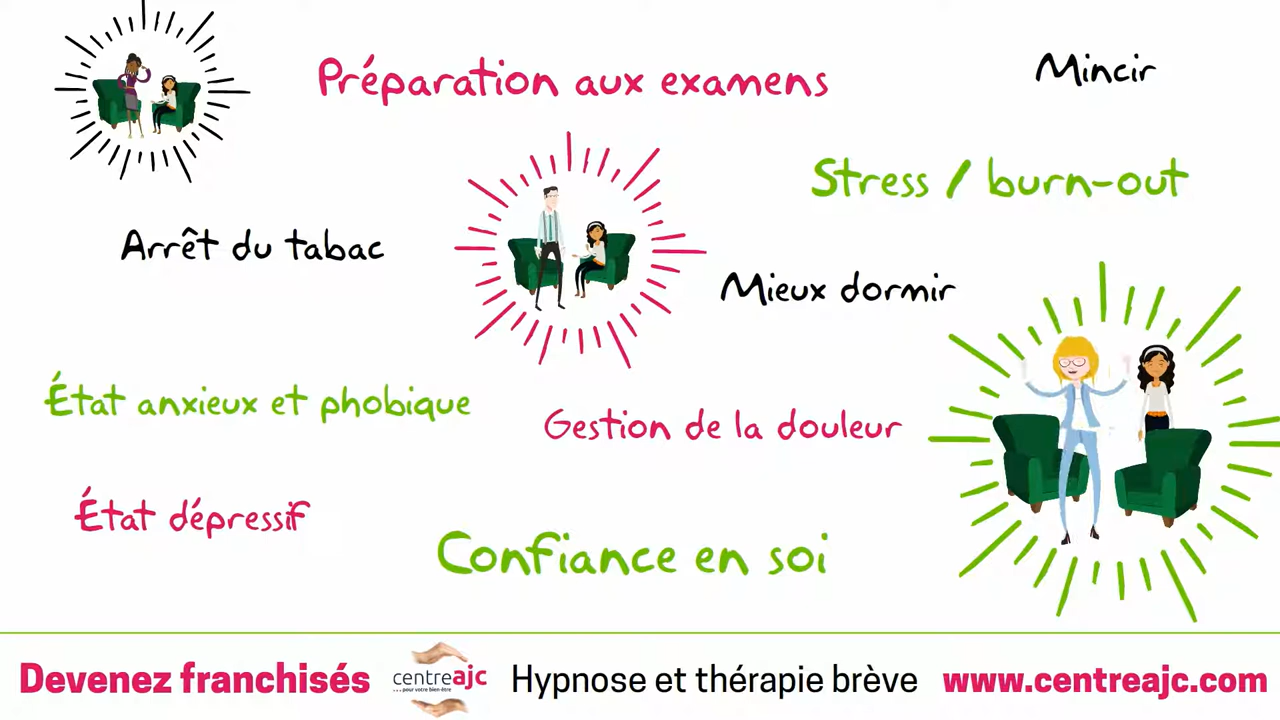 Préparation aux examens
Mincir
Stress / burn-out
Arrêt du tabac
Mieux dormir
État anxieux et phobique
Gestion de la douleur
État dépressif
Confiance en soi
Devenez franchisés
centreajc
...pour votre bien-être
Hypnose et thérapie brève
www.centreajc.com